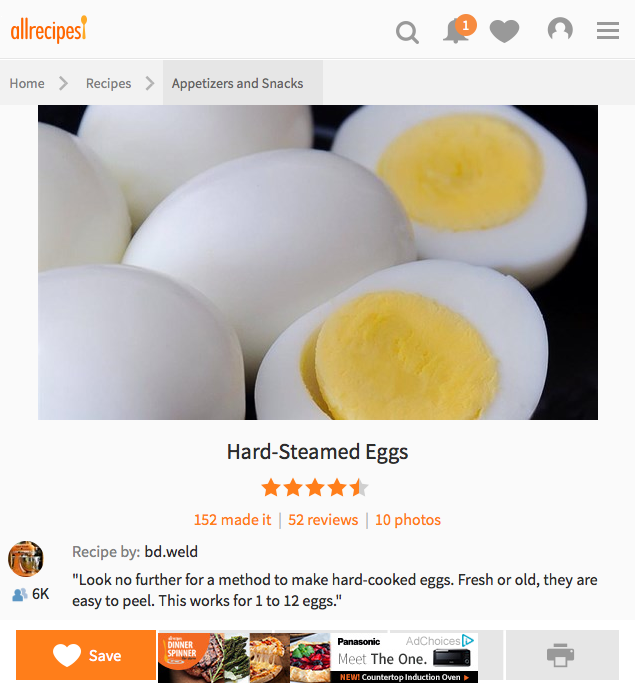 allrecipes
1
Home
Recipes
Appetizers and Snacks
Hard-Steamed Eggs
152 made it | 52 reviews | 10 photos
Recipe by: bd.weld
6K
"Look no further for a method to make hard-cooked eggs. Fresh or old, they are
easy to peel. This works for 1 to 12 eggs."
Save
DINNER
SPINNER
Panasonic
AdChoices
Meet The One.
NEW! Countertop Induction Oven